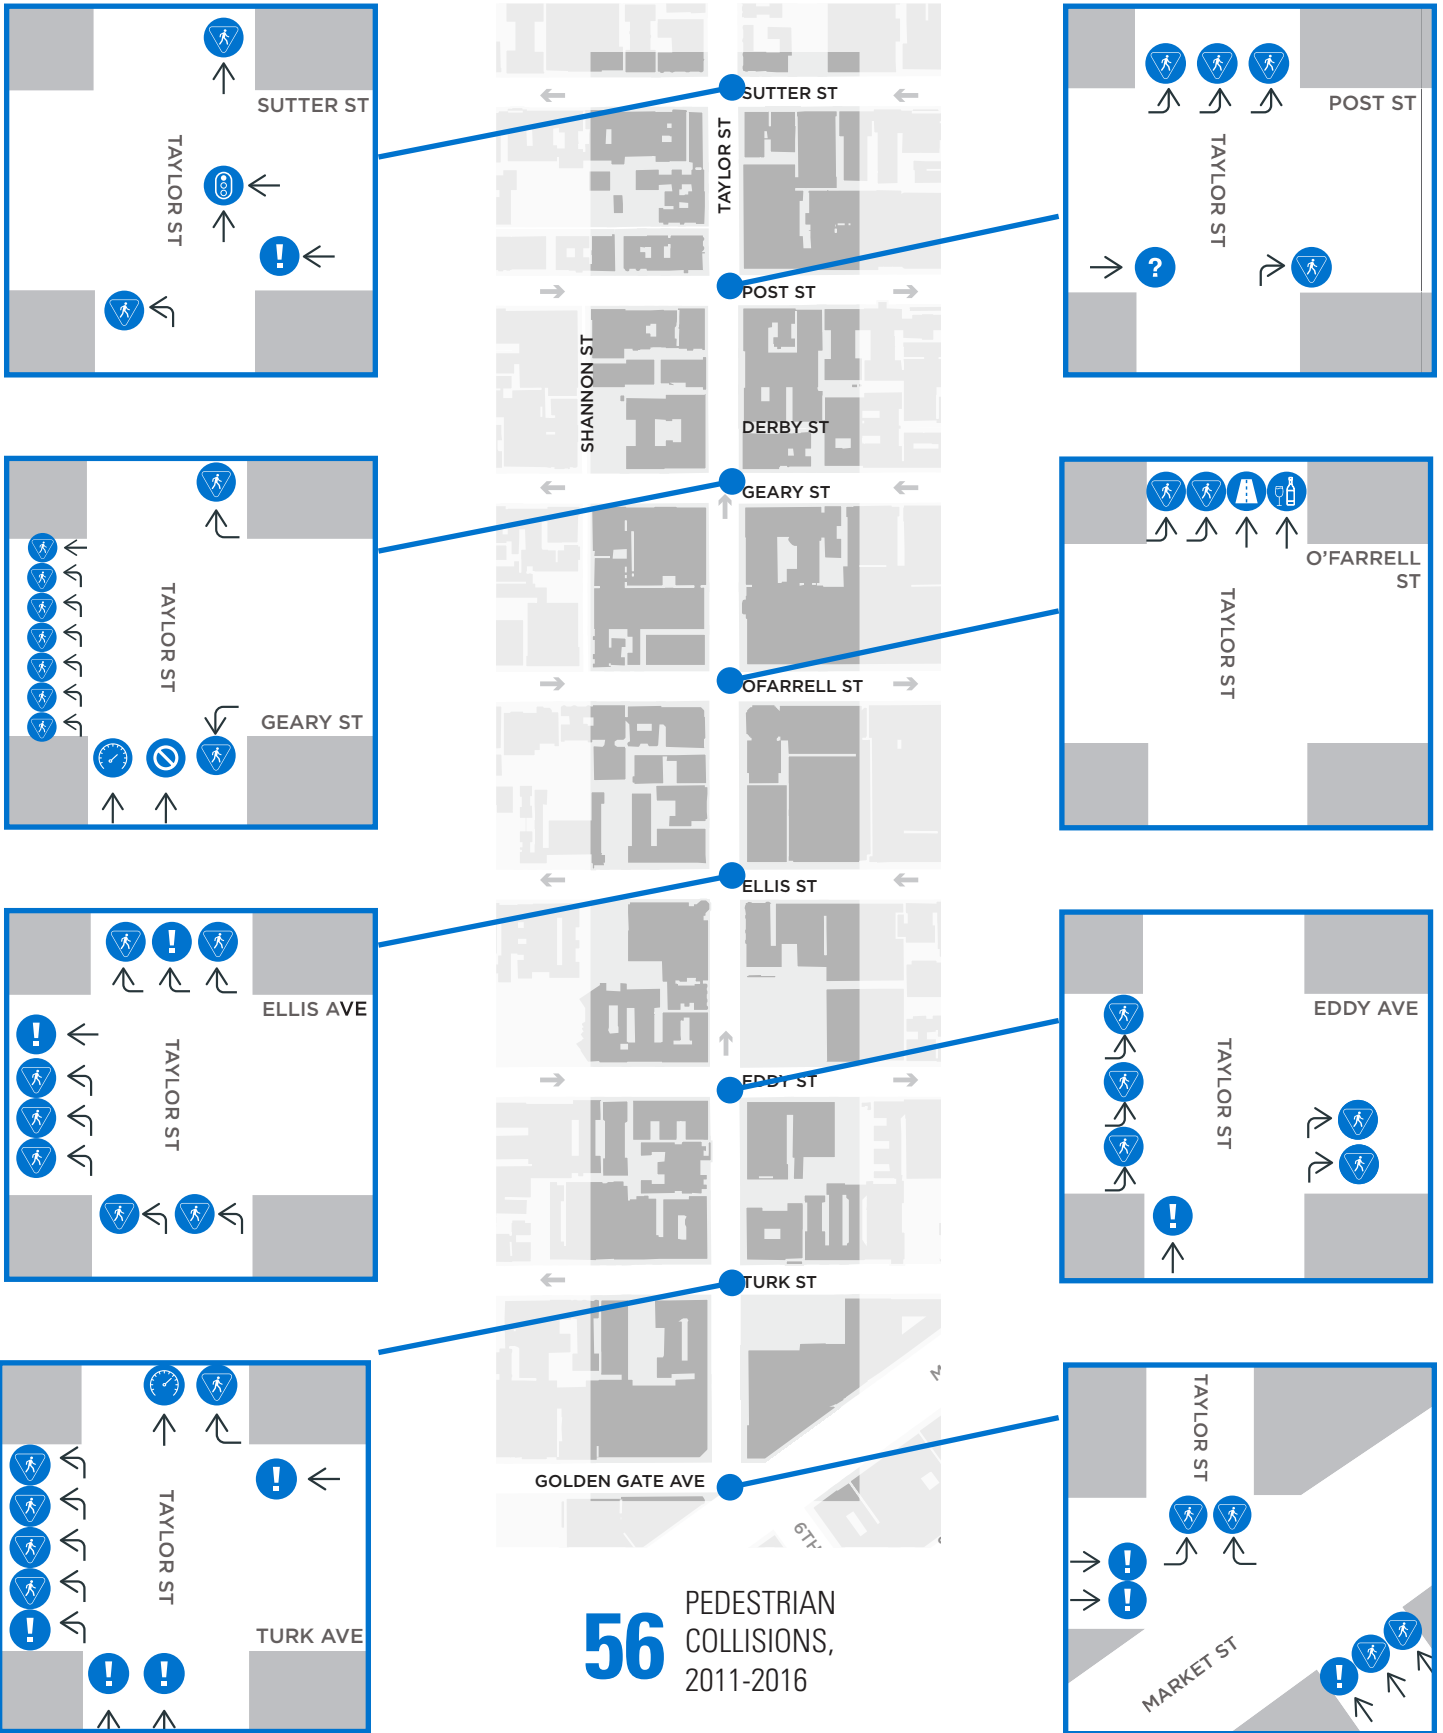 SUTTER ST
TAYLOR ST
SUTTER ST
TAYLOR ST
POST ST
TAYLOR ST
POST ST
SHANNON ST
DERBY ST
GEARY ST
TAYLOR ST
GEARY ST
O'FARRELL
ST
TAYLOR ST
OFARRELL ST
ELLIS ST
ELLIS AVE
TAYLOR ST
EDDY AVE
TAYLOR ST
EDDY ST
TURK ST
TAYLOR ST
TURK AVE
GOLDEN GATE AVE
6TH
TAYLOR ST
MARKET ST
56
PEDESTRIAN
COLLISIONS,
2011-2016